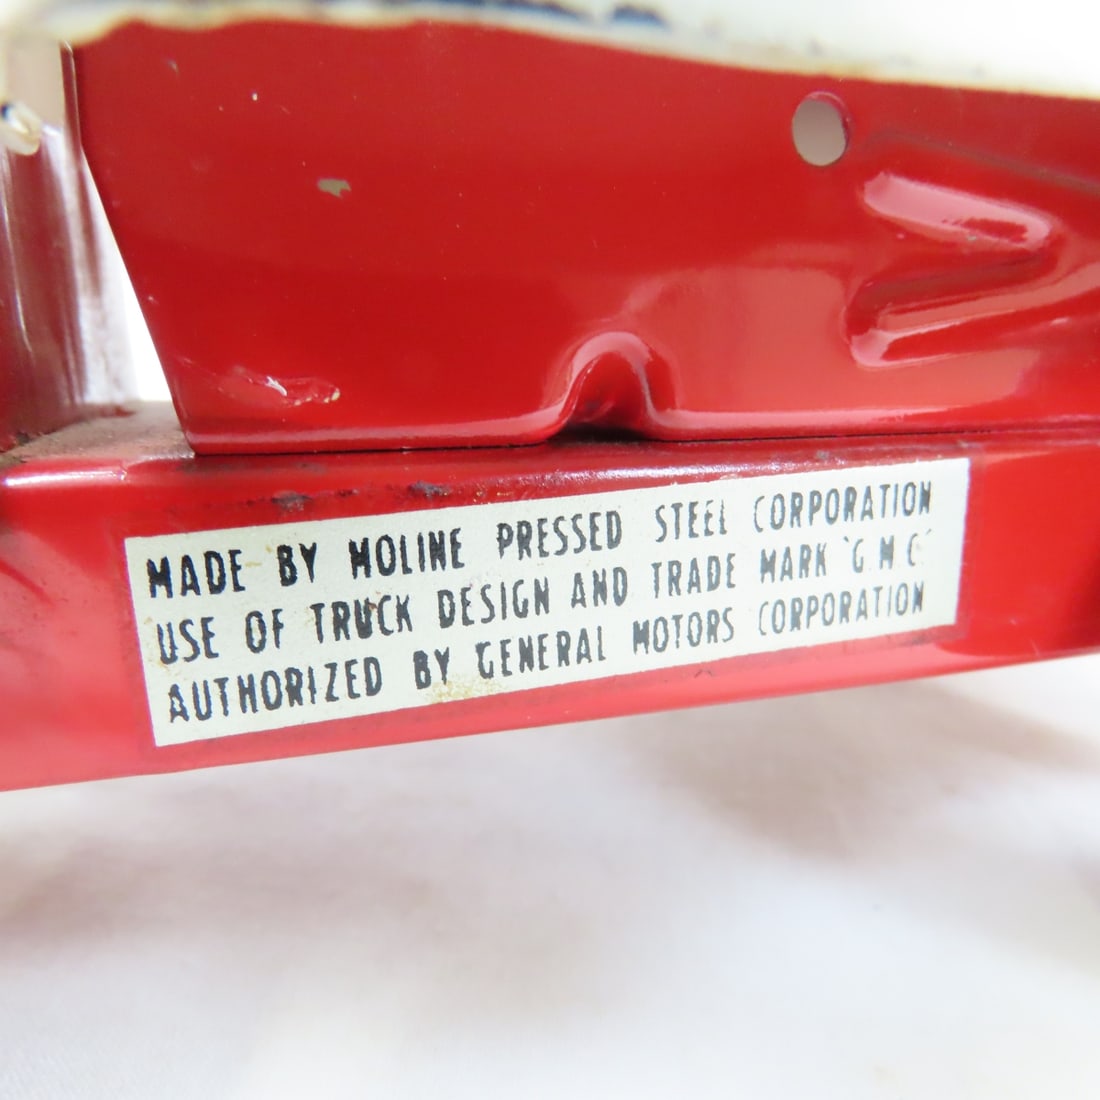 MADE BY MOLINE PRESSED STEEL CORPORATION
USE OF TRUCK DESIGN AND TRADE MARK 'G.M.C.'
AUTHORIZED BY GENERAL MOTORS CORPORATION